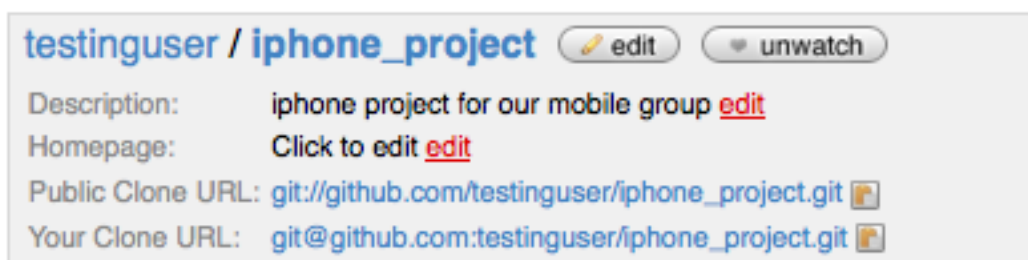 testinguser / iphone_project edit unwatch
Description: iphone project for our mobile group edit
Homepage: Click to edit edit
Public Clone URL: git://github.com/testinguser/iphone_project.git
Your Clone URL: git@github.com:testinguser/iphone_project.git